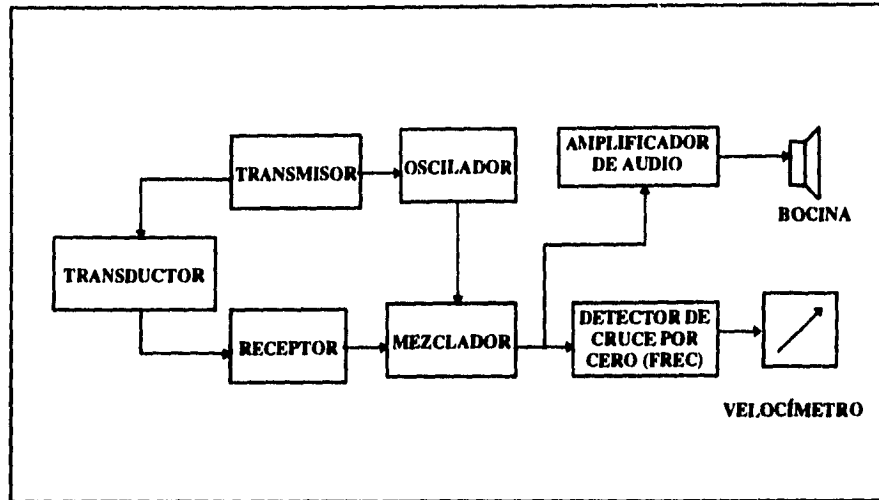 TRANSMISOR
OSCILADOR
AMPLIFICADOR
DE AUDIO
BOCINA
TRANSDUCTOR
RECEPTOR
MEZCLADOR
DETECTOR DE
CRUCE POR
CERO (FREC)
VELOCÍMETRO